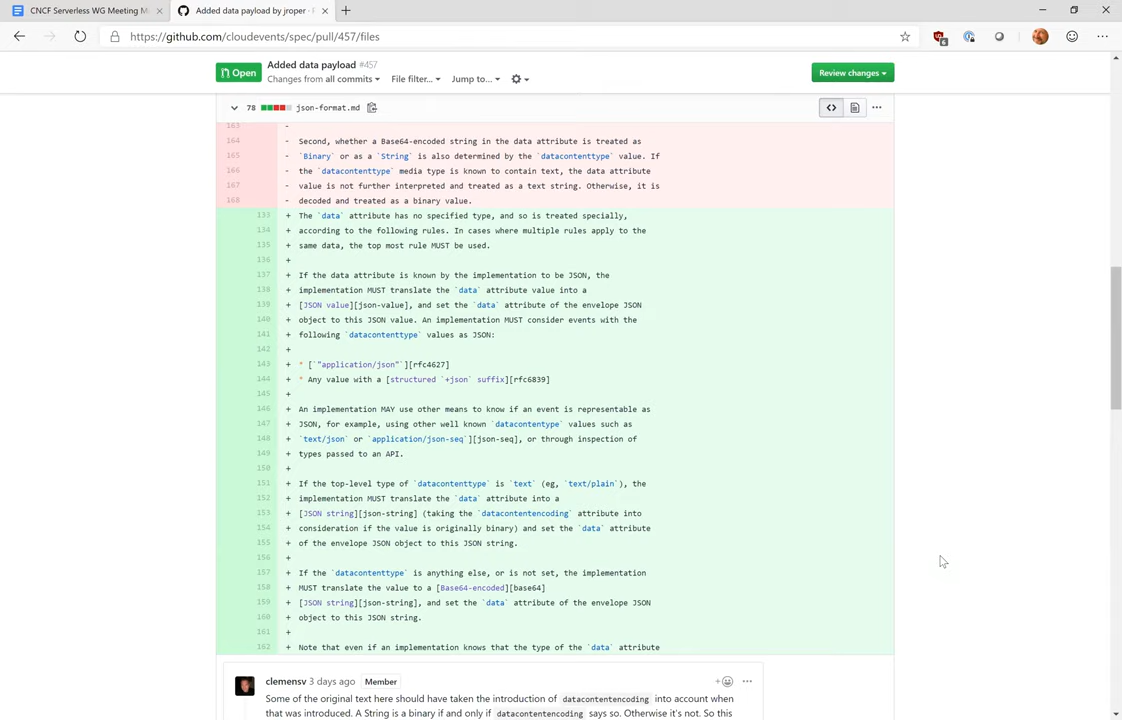 CNCF Serverless WG Meeting M
Added data payload by jroper ·
https://github.com/cloudevents/spec/pull/457/files
6
Open
Added data payload #457
Changes from all commits
File filter...
Jump to...
Review changes
78 json-format.md
163 -
164 - Second, whether a Base64-encoded string in the data attribute is treated as
165 - `Binary` or as a `String` is also determined by the `datacontenttype` value. If
166 - the `datacontenttype` media type is known to contain text, the data attribute
167 - value is not further interpreted and treated as a text string. Otherwise, it is
168 - decoded and treated as a binary value.
133 + The `data` attribute has no specified type, and so is treated specially,
134 + according to the following rules. In cases where multiple rules apply to the
135 + same data, the top most rule MUST be used.
136 +
137 + If the data attribute is known by the implementation to be JSON, the
138 + implementation MUST translate the `data` attribute value into a
139 + [JSON value][json-value], and set the `data` attribute of the envelope JSON
140 + object to this JSON value. An implementation MUST consider events with the
141 + following `datacontenttype` values as JSON:
142 +
143 + * [`"application/json"`][rfc4627]
144 + * Any value with a [structured `+json` suffix][rfc6839]
145 +
146 + An implementation MAY use other means to know if an event is representable as
147 + JSON, for example, using other well known `datacontentype` values such as
148 + `text/json` or `application/json-seq`][json-seq], or through inspection of
149 + types passed to an API.
150 +
151 + If the top-level type of `datacontenttype` is `text` (eg, `text/plain`), the
152 + implementation MUST translate the `data` attribute into a
153 + [JSON string][json-string] (taking the `datacontentencoding` attribute into
154 + consideration if the value is originally binary) and set the `data` attribute
155 + of the envelope JSON object to this JSON string.
156 +
157 + If the `datacontenttype` is anything else, or is not set, the implementation
158 + MUST translate the value to a [Base64-encoded][base64]
159 + [JSON string][json-string], and set the `data` attribute of the envelope JSON
160 + object to this JSON string.
161 +
162 + Note that even if an implementation knows that the type of the `data` attribute
clemensv 3 days ago Member
Some of the original text here should have taken the introduction of datacontentencoding into account when
that was introduced. A String is a binary if and only if datacontentencoding says so. Otherwise it's not. So this